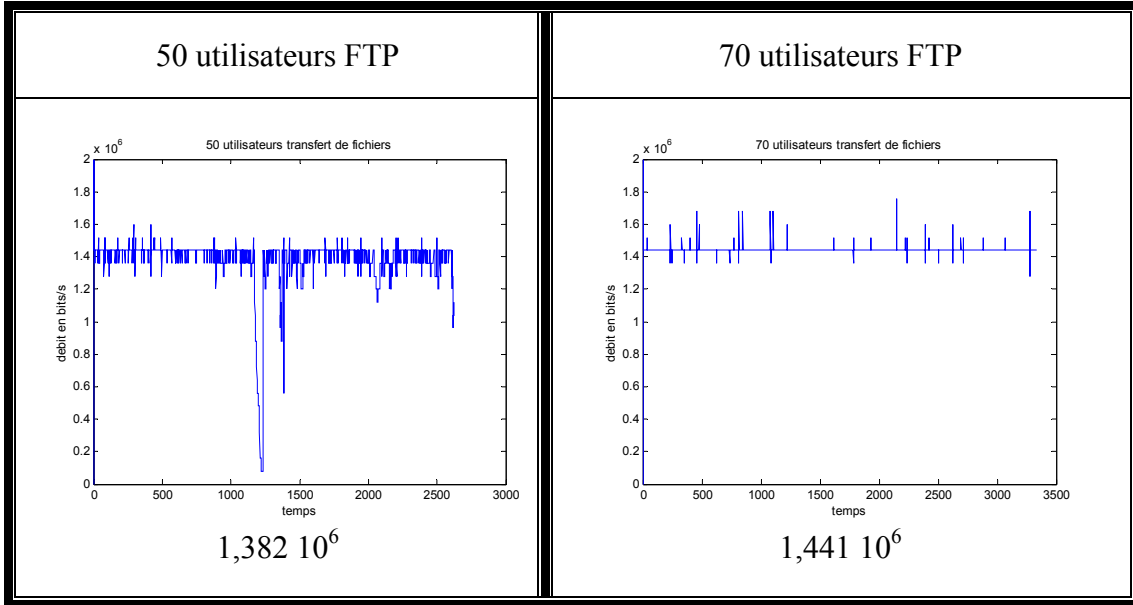 50 utilisateurs FTP
70 utilisateurs FTP
x 10^6
50 utilisateurs transfert de fichiers
2
1.8
1.6
1.4
1.2
1
0.8
0.6
0.4
0.2
0
debit en bits/s
0 500 1000 1500 2000 2500 3000
temps
1,382 10^6
x 10^6
70 utilisateurs transfert de fichiers
2
1.8
1.6
1.4
1.2
1
0.8
0.6
0.4
0.2
0
debit en bits/s
0 500 1000 1500 2000 2500 3000 3500
temps
1,441 10^6